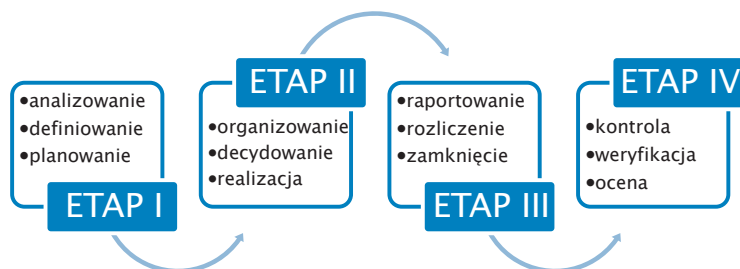 •analizowanie
•definiowanie
•planowanie
ETAP I
ETAP II
•organizowanie
•decydowanie
•realizacja
•raportowanie
•rozliczenie
•zamknięcie
ETAP III
ETAP IV
•kontrola
•weryfikacja
•ocena